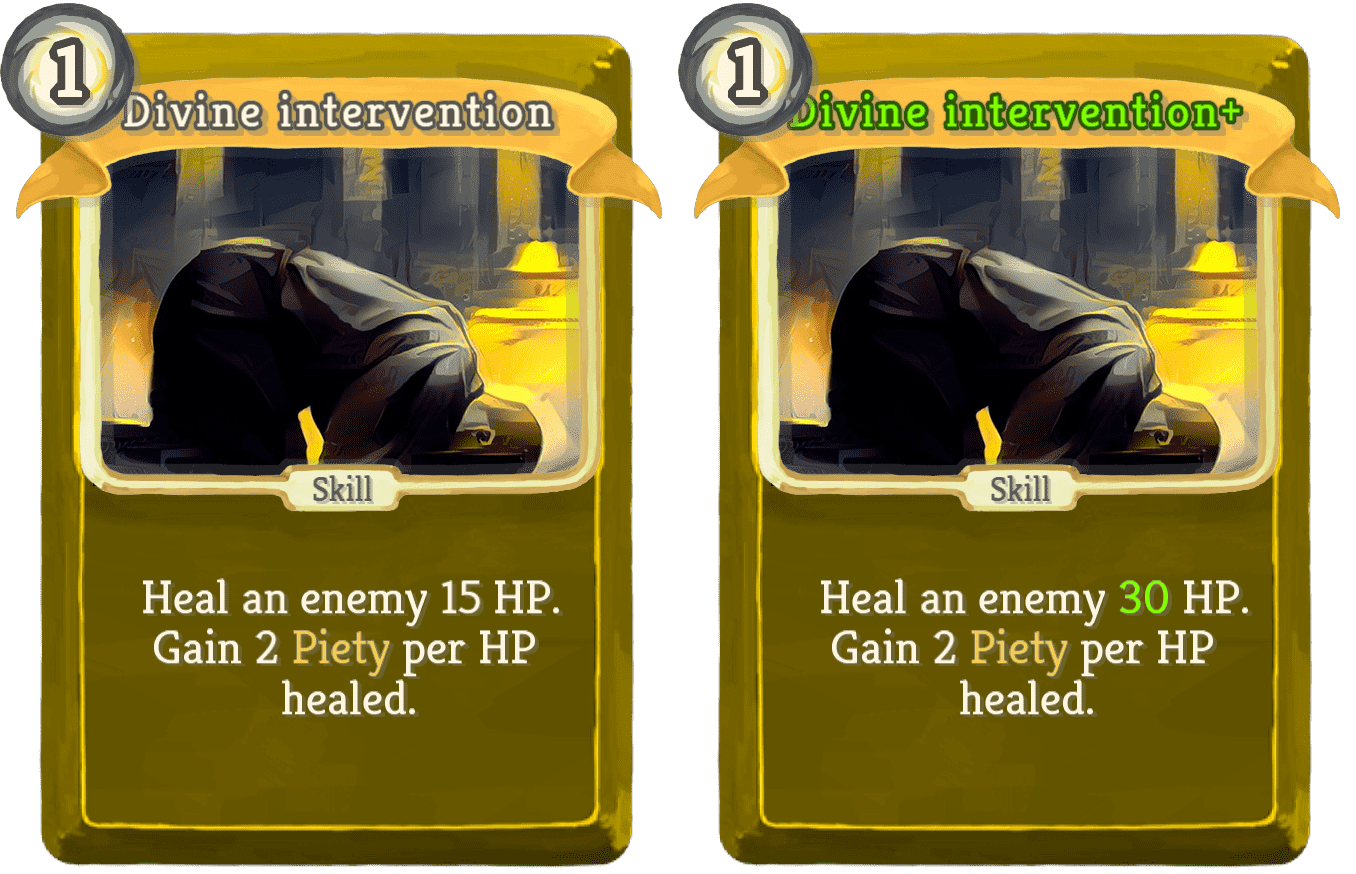 1
Divine intervention
Skill
Heal an enemy 15 HP.
Gain 2 Piety per HP
healed.
1
Divine intervention+
Skill
Heal an enemy 30 HP.
Gain 2 Piety per HP
healed.